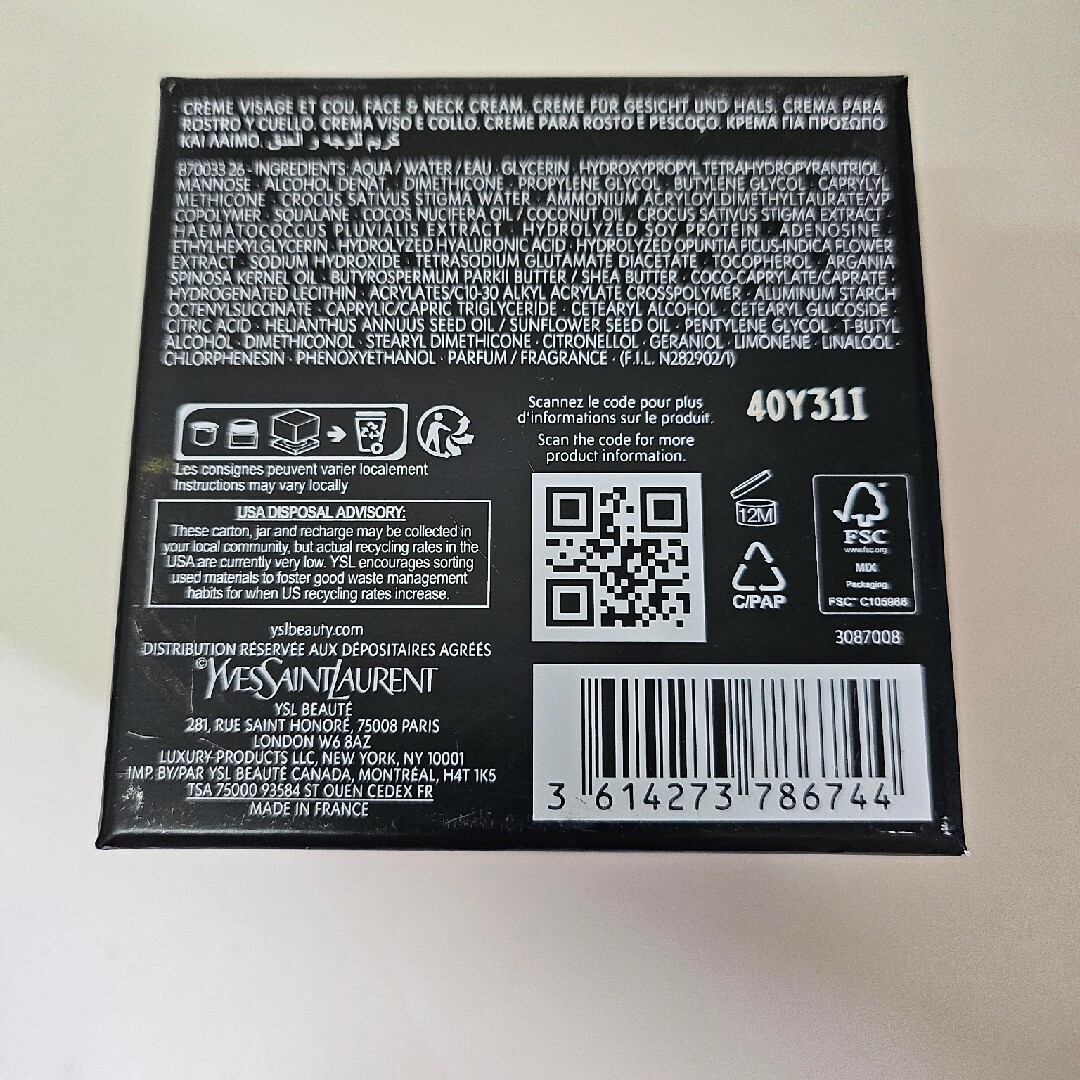 CRÈME VISAGE ET COU. FACE & NECK CREAM. CREME FÜR GESICHT UND HALS. CREMA PARA
ROSTRO Y CUELLO. CREMA VISO E COLLO. CREME PARA ROSTO E PESCOÇO. ΚΡΕΜΑ ΓΙΑ ΠΡΟΣΩΠΟ
ΚΑΙ ΛΑΙΜΟ. كريم للوجه و العنق
870033 26 - INGREDIENTS: AQUA / WATER / EAU · GLYCERIN · HYDROXYPROPYL TETRAHYDROPYRANTRIOL ·
MANNOSE · ALCOHOL DENAT. · DIMETHICONE · PROPYLENE GLYCOL · BUTYLENE GLYCOL · CAPRYLYL
METHICONE · CROCUS SATIVUS STIGMA WATER · AMMONIUM ACRYLOYLDIMETHYLTAURATE/VP
COPOLYMER · SQUALANE · COCOS NUCIFERA OIL / COCONUT OIL · CROCUS SATIVUS STIGMA EXTRACT ·
HAEMATOCOCCUS PLUVIALIS EXTRACT · HYDROLYZED SOY PROTEIN · ADENOSINE ·
ETHYLHEXYLGLYCERIN · HYDROLYZED HYALURONIC ACID · HYDROLYZED OPUNTIA FICUS-INDICA FLOWER
EXTRACT · SODIUM HYDROXIDE · TETRASODIUM GLUTAMATE DIACETATE · TOCOPHEROL · ARGANIA
SPINOSA KERNEL OIL · BUTYROSPERMUM PARKII BUTTER / SHEA BUTTER · COCO-CAPRYLATE/CAPRATE ·
HYDROGENATED LECITHIN · ACRYLATES/C10-30 ALKYL ACRYLATE CROSSPOLYMER · ALUMINUM STARCH
OCTENYLSUCCINATE · CAPRYLIC/CAPRIC TRIGLYCERIDE · CETEARYL ALCOHOL · CETEARYL GLUCOSIDE ·
CITRIC ACID · HELIANTHUS ANNUUS SEED OIL / SUNFLOWER SEED OIL · PENTYLENE GLYCOL · T-BUTYL
ALCOHOL · DIMETHICONOL · STEARYL DIMETHICONE · CITRONELLOL · GERANIOL · LIMONENE · LINALOOL ·
CHLORPHENESIN · PHENOXYETHANOL · PARFUM / FRAGRANCE · (F.I.L. N282902/1)
Les consignes peuvent varier localement
Instructions may vary locally
USA DISPOSAL ADVISORY:
These carton, jar and recharge may be collected in
your local community, but actual recycling rates in the
USA are currently very low. YSL encourages sorting
used materials to foster good waste management
habits for when US recycling rates increase.
yslbeauty.com
DISTRIBUTION RÉSERVÉE AUX DÉPOSITAIRES AGRÉÉS
©YVESSAINTLAURENT
YSL BEAUTÉ
281, RUE SAINT HONORÉ, 75008 PARIS
LONDON W6 8AZ
LUXURY PRODUCTS LLC, NEW YORK, NY 10001
IMP. BY/PAR YSL BEAUTÉ CANADA, MONTRÉAL, H4T 1K5
TSA 75000 93584 ST OUEN CEDEX FR
MADE IN FRANCE
Scannez le code pour plus
d'informations sur le produit.
Scan the code for more
product information.
40Y31I
12M
C/PAP
FSC
www.fsc.org
MIX
Packaging
FSC™ C105988
3087008
3 614273 786744